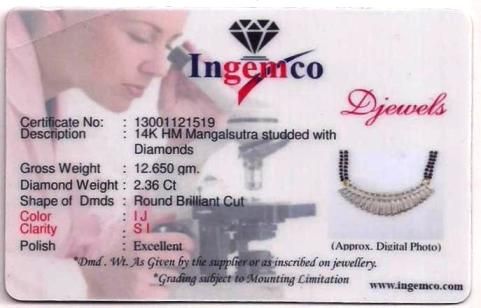 Ingemco
Djewels
Certificate No: : 13001121519
Description : 14K HM Mangalsutra studded with
Diamonds
Gross Weight : 12.650 gm.
Diamond Weight : 2.36 Ct
Shape of Dmds : Round Brilliant Cut
Color : I J
Clarity : S I
Polish : Excellent
(Approx. Digital Photo)
*Dmd . Wt. As Given by the supplier or as inscribed on jewellery.
*Grading subject to Mounting Limitation
www.ingemco.com